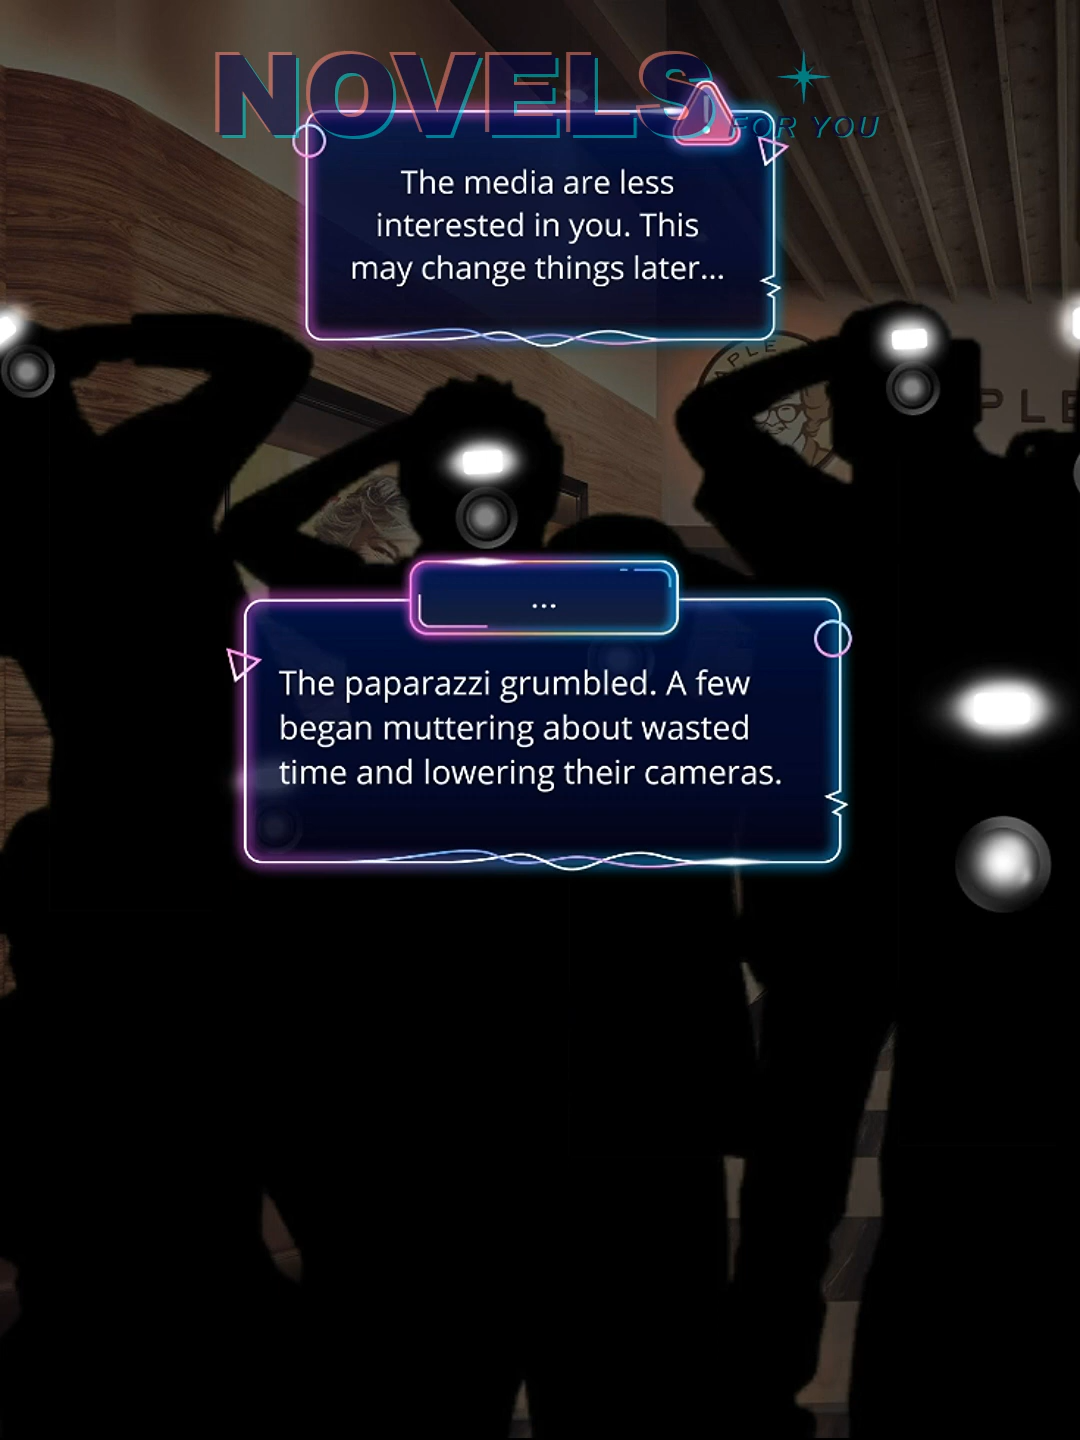 NOVELS
FOR YOU
The media are less
interested in you. This
may change things later...
...
The paparazzi grumbled. A few
began muttering about wasted
time and lowering their cameras.